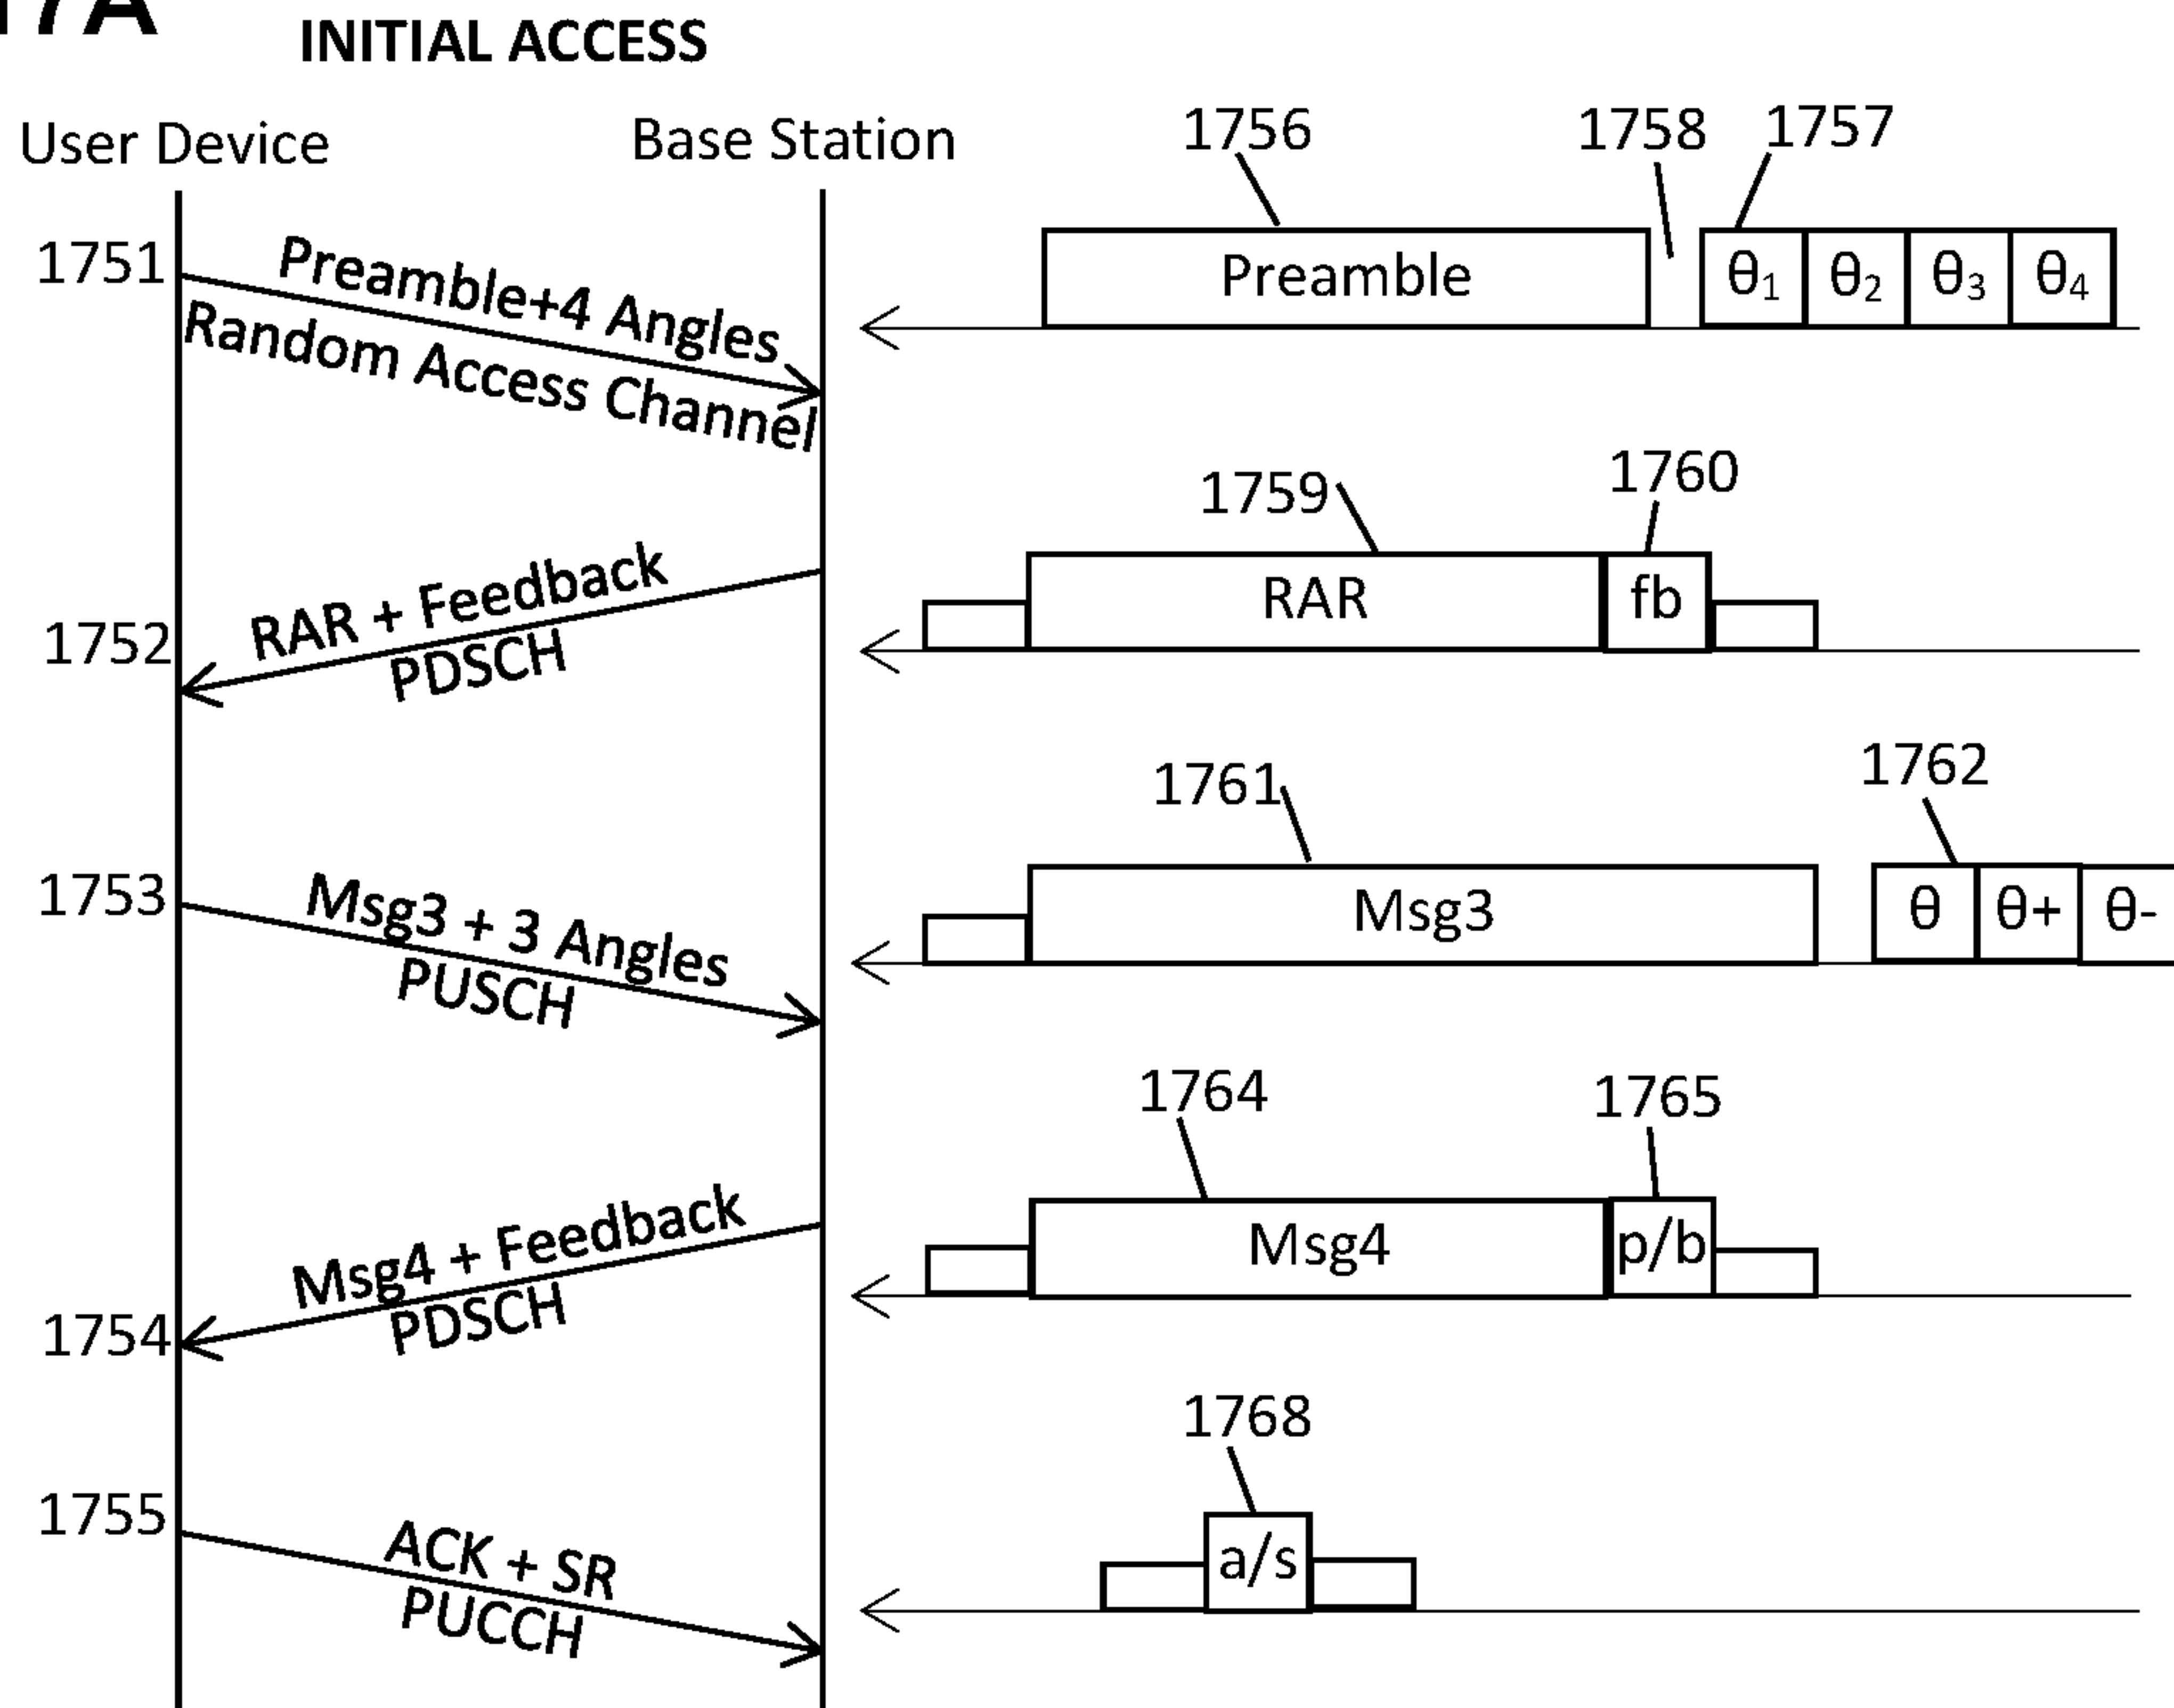 17A
INITIAL ACCESS
User Device
Base Station
1756
1758
1757
1751
Preamble+4 Angles
Random Access Channel
Preamble
θ1
θ2
θ3
θ4
1759
1760
1752
RAR + Feedback
PDSCH
RAR
fb
1761
1762
1753
Msg3 + 3 Angles
PUSCH
Msg3
θ
θ+
θ-
1764
1765
1754
Msg4 + Feedback
PDSCH
Msg4
p/b
1768
1755
ACK + SR
PUCCH
a/s